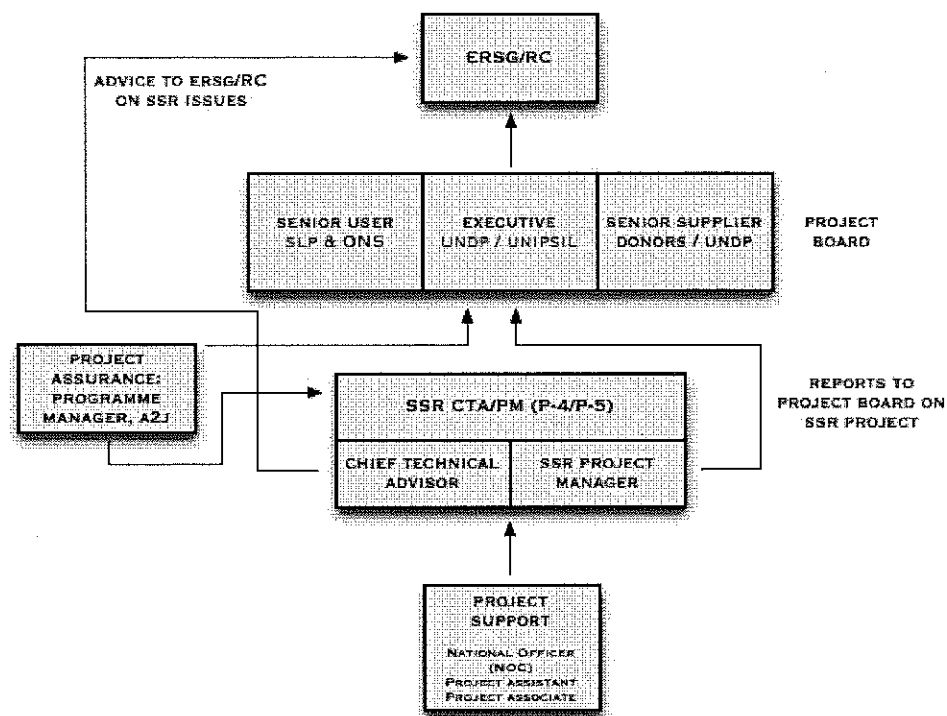 ERSG/RC
ADVICE TO ERSG/RC
ON SSR ISSUES
SENIOR USER
SLP & ONS
EXECUTIVE
UNDP / UNIPSIL
SENIOR SUPPLIER
DONORS / UNDP
PROJECT
BOARD
PROJECT
ASSURANCE:
PROGRAMME
MANAGER, A2J
SSR CTA/PM (P-4/P-5)
CHIEF TECHNICAL
ADVISOR
SSR PROJECT
MANAGER
REPORTS TO
PROJECT BOARD ON
SSR PROJECT
PROJECT
SUPPORT
NATIONAL OFFICER
(NOC)
PROJECT ASSISTANT
PROJECT ASSOCIATE